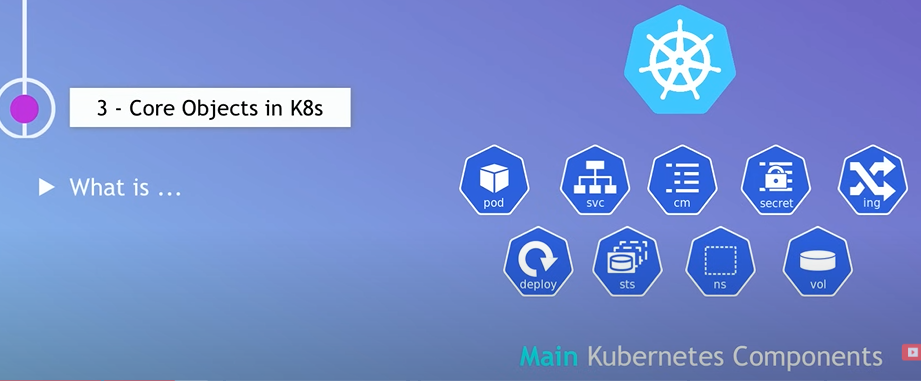 3 - Core Objects in K8s
What is ...
pod
svc
cm
secret
ing
deploy
sts
ns
vol
Main Kubernetes Components